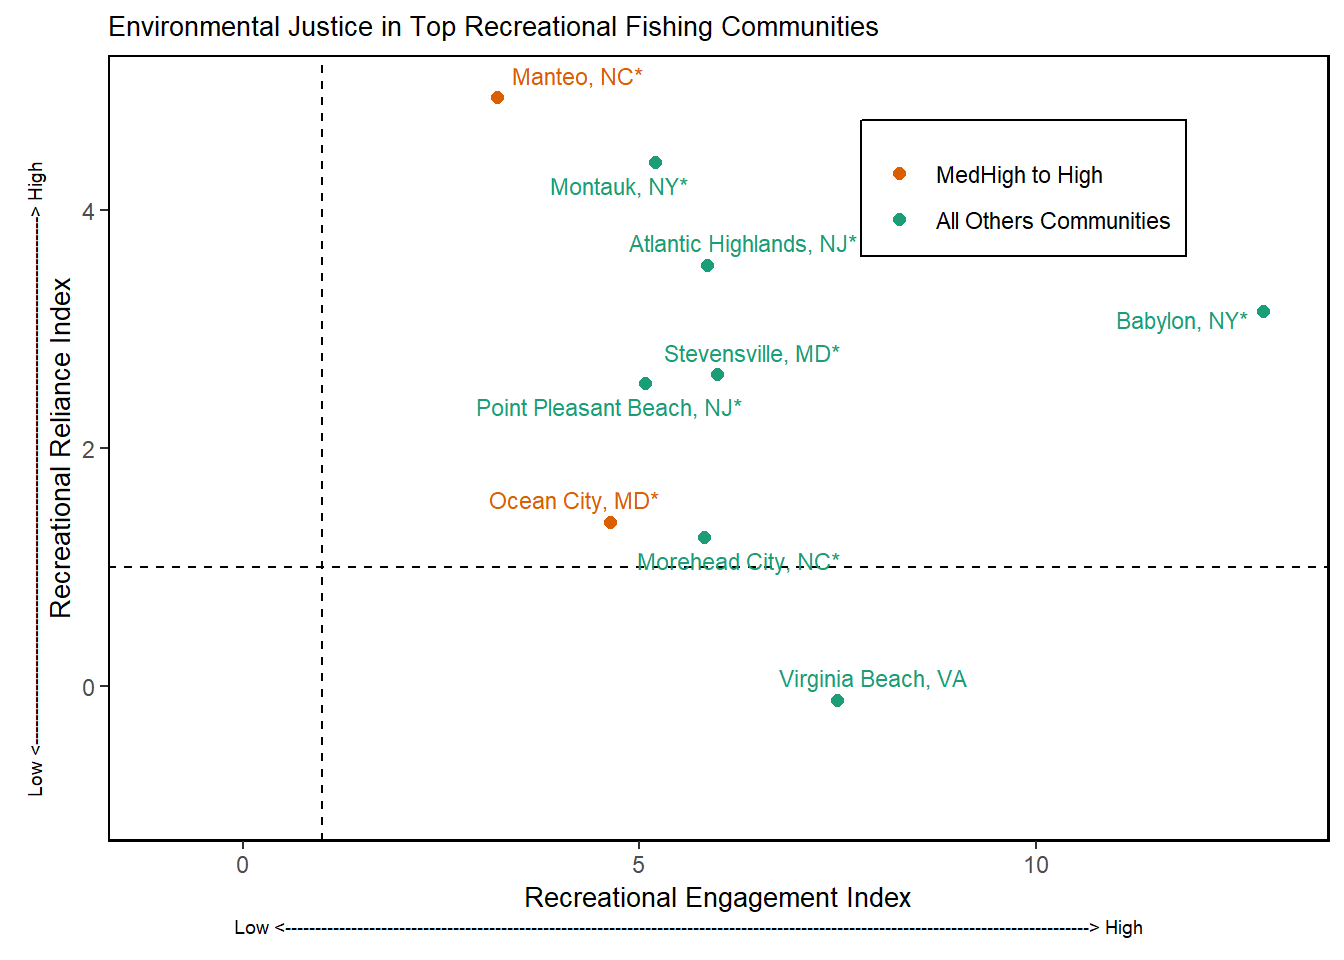 Environmental Justice in Top Recreational Fishing Communities
Manteo, NC*
Montauk, NY*
Atlantic Highlands, NJ*
Babylon, NY*
Stevensville, MD*
Point Pleasant Beach, NJ*
Ocean City, MD*
Morehead City, NC*
Virginia Beach, VA
MedHigh to High
All Others Communities
4
2
0
Recreational Reliance Index
Low <----------------------------------------------------------------------------------------> High
0
5
10
Recreational Engagement Index
Low <--------------------------------------------------------------------------------------------------------------------------------------> High